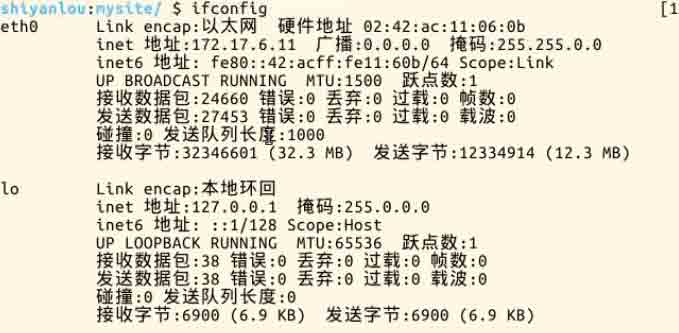 shiyanlou:mysite/ $ ifconfig [1
eth0 Link encap:以太网 硬件地址 02:42:ac:11:06:0b
inet 地址:172.17.6.11 广播:0.0.0.0 掩码:255.255.0.0
inet6 地址: fe80::42:acff:fe11:60b/64 Scope:Link
UP BROADCAST RUNNING MTU:1500 跃点数:1
接收数据包:24660 错误:0 丢弃:0 过载:0 帧数:0
发送数据包:27453 错误:0 丢弃:0 过载:0 载波:0
碰撞:0 发送队列长度:1000
接收字节:32346601 (32.3 MB) 发送字节:12334914 (12.3 MB)
lo Link encap:本地环回
inet 地址:127.0.0.1 掩码:255.0.0.0
inet6 地址: ::1/128 Scope:Host
UP LOOPBACK RUNNING MTU:65536 跃点数:1
接收数据包:38 错误:0 丢弃:0 过载:0 帧数:0
发送数据包:38 错误:0 丢弃:0 过载:0 载波:0
碰撞:0 发送队列长度:0
接收字节:6900 (6.9 KB) 发送字节:6900 (6.9 KB)